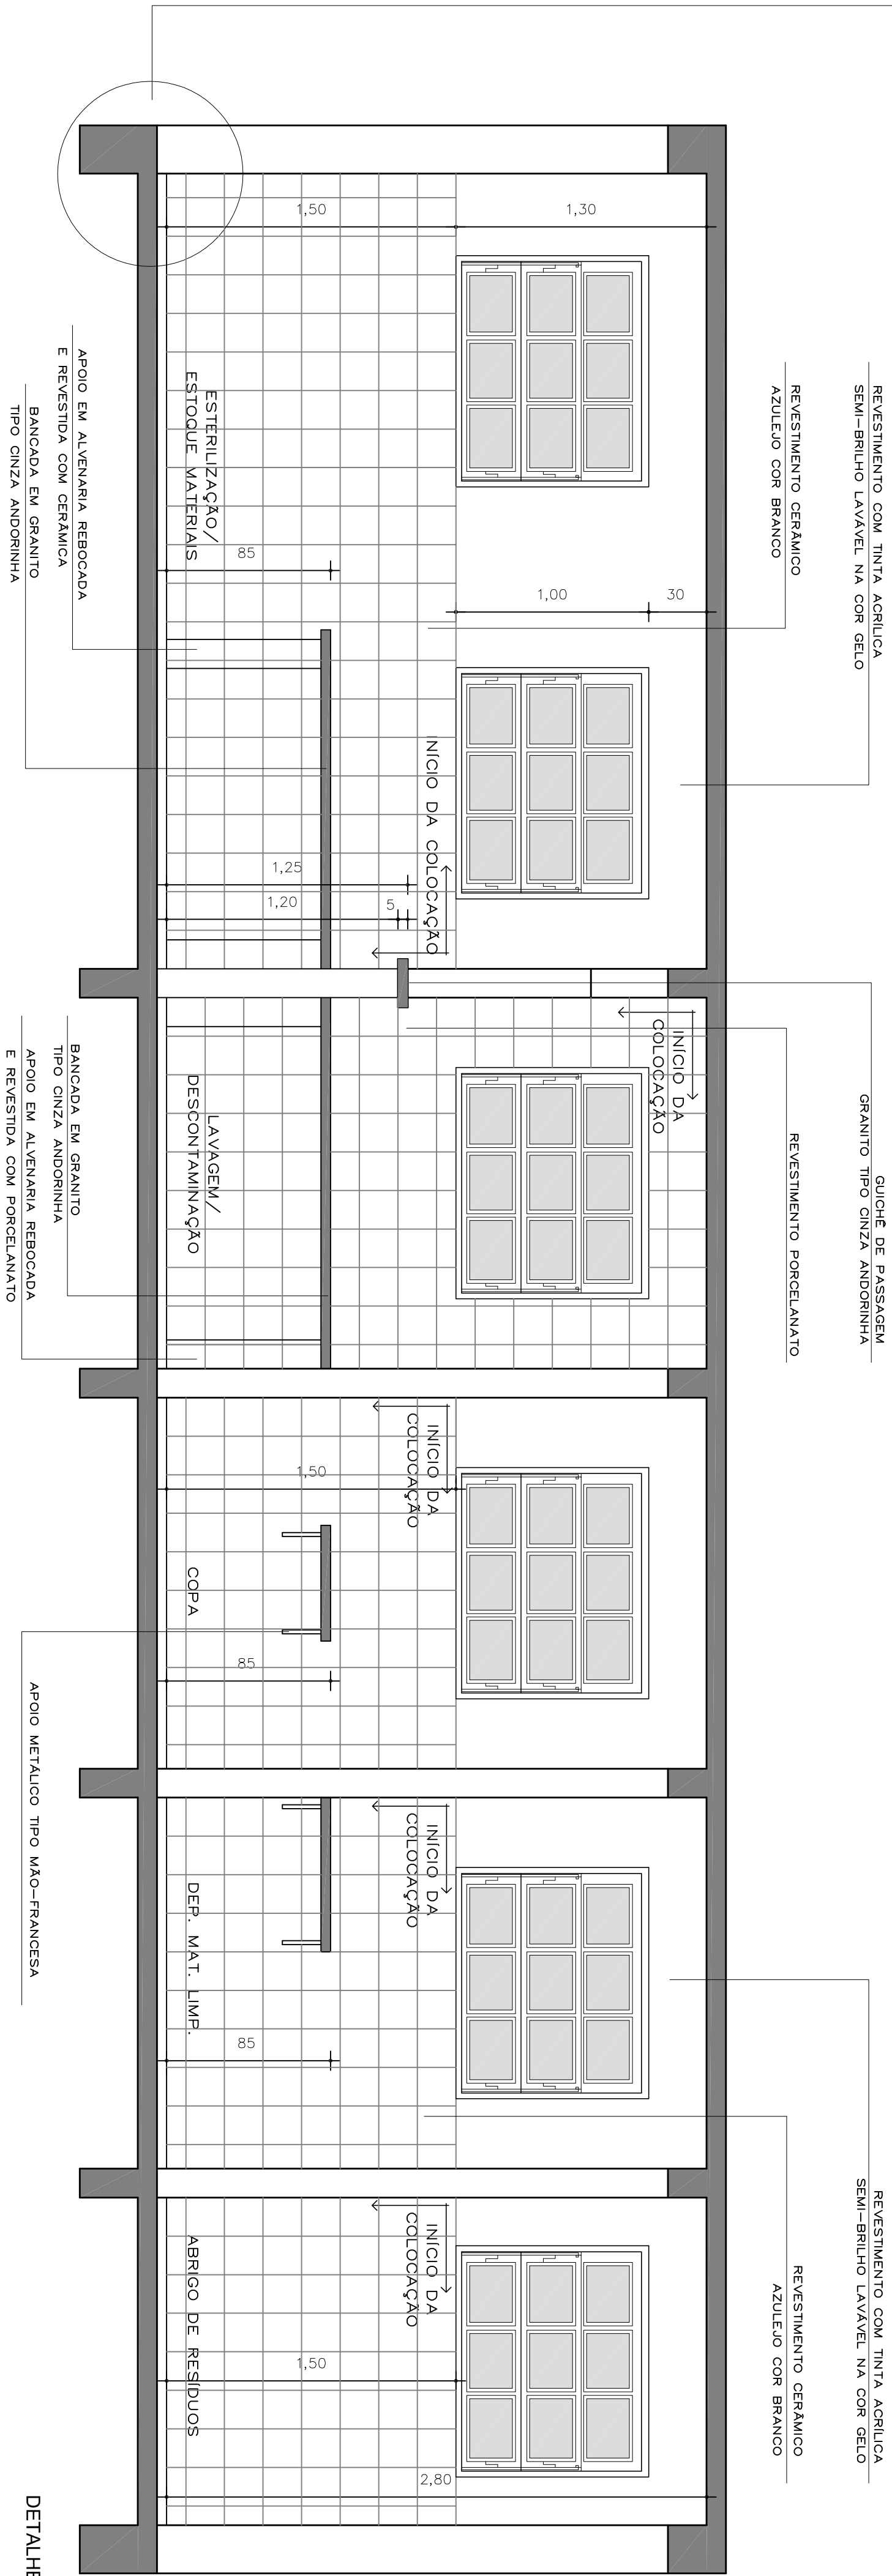 REVESTIMENTO COM TINTA ACRÍLICA
SEMI-BRILHO LAVÁVEL NA COR GELO
REVESTIMENTO CERÂMICO
AZULEJO COR BRANCO
GUICHÊ DE PASSAGEM
GRANITO TIPO CINZA ANDORINHA
REVESTIMENTO PORCELANATO
REVESTIMENTO COM TINTA ACRÍLICA
SEMI-BRILHO LAVÁVEL NA COR GELO
REVESTIMENTO CERÂMICO
AZULEJO COR BRANCO
1,30
1,50
30
1,00
85
INÍCIO DA COLOCAÇÃO
1,25
1,20
5
ESTERILIZAÇÃO/
ESTOQUE MATERIAIS
INÍCIO DA
COLOCAÇÃO
LAVAGEM/
DESCONTAMINAÇÃO
INÍCIO DA
COLOCAÇÃO
1,50
COPA
85
INÍCIO DA
COLOCAÇÃO
DEP. MAT. LIMP.
85
INÍCIO DA
COLOCAÇÃO
ABRIGO DE RESÍDUOS
1,50
2,80
APOIO EM ALVENARIA REBOCADA
E REVESTIDA COM CERÂMICA
BANCADA EM GRANITO
TIPO CINZA ANDORINHA
BANCADA EM GRANITO
TIPO CINZA ANDORINHA
APOIO EM ALVENARIA REBOCADA
E REVESTIDA COM PORCELANATO
APOIO METÁLICO TIPO MÃO-FRANCESA
DETALHE